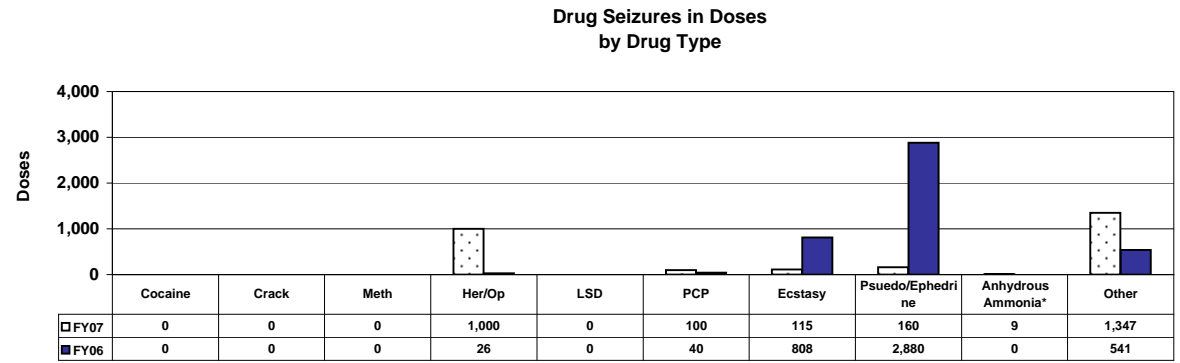 Drug Seizures in Doses
by Drug Type
Doses
4,000
3,000
2,000
1,000
0
Cocaine Crack Meth Her/Op LSD PCP Ecstasy Psuedo/Ephedri
ne Anhydrous
Ammonia* Other
FY07 0 0 0 1,000 0 100 115 160 9 1,347
FY06 0 0 0 26 0 40 808 2,880 0 541